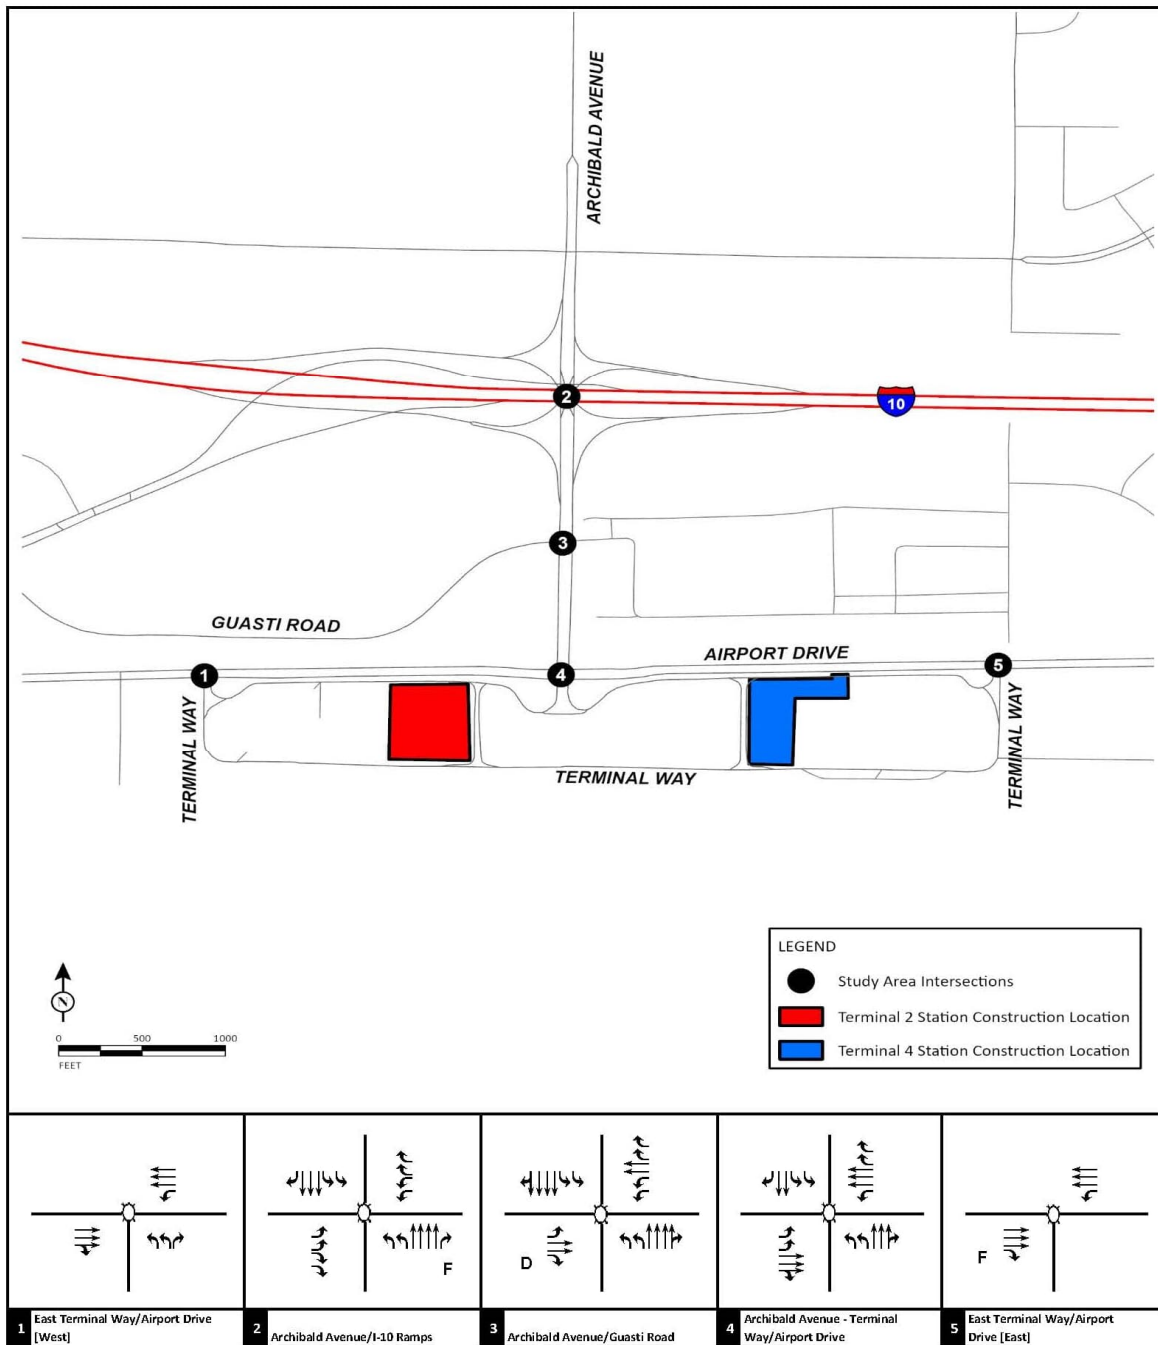 ARCHIBALD AVENUE
2
10
3
GUASTI ROAD
AIRPORT DRIVE
1
4
5
TERMINAL WAY
TERMINAL WAY
TERMINAL WAY
LEGEND
Study Area Intersections
Terminal 2 Station Construction Location
Terminal 4 Station Construction Location
N
0 500 1000
FEET
F
D
F
1 East Terminal Way/Airport Drive
[West]
2 Archibald Avenue/I-10 Ramps
3 Archibald Avenue/Guasti Road
4 Archibald Avenue - Terminal
Way/Airport Drive
5 East Terminal Way/Airport
Drive [East]